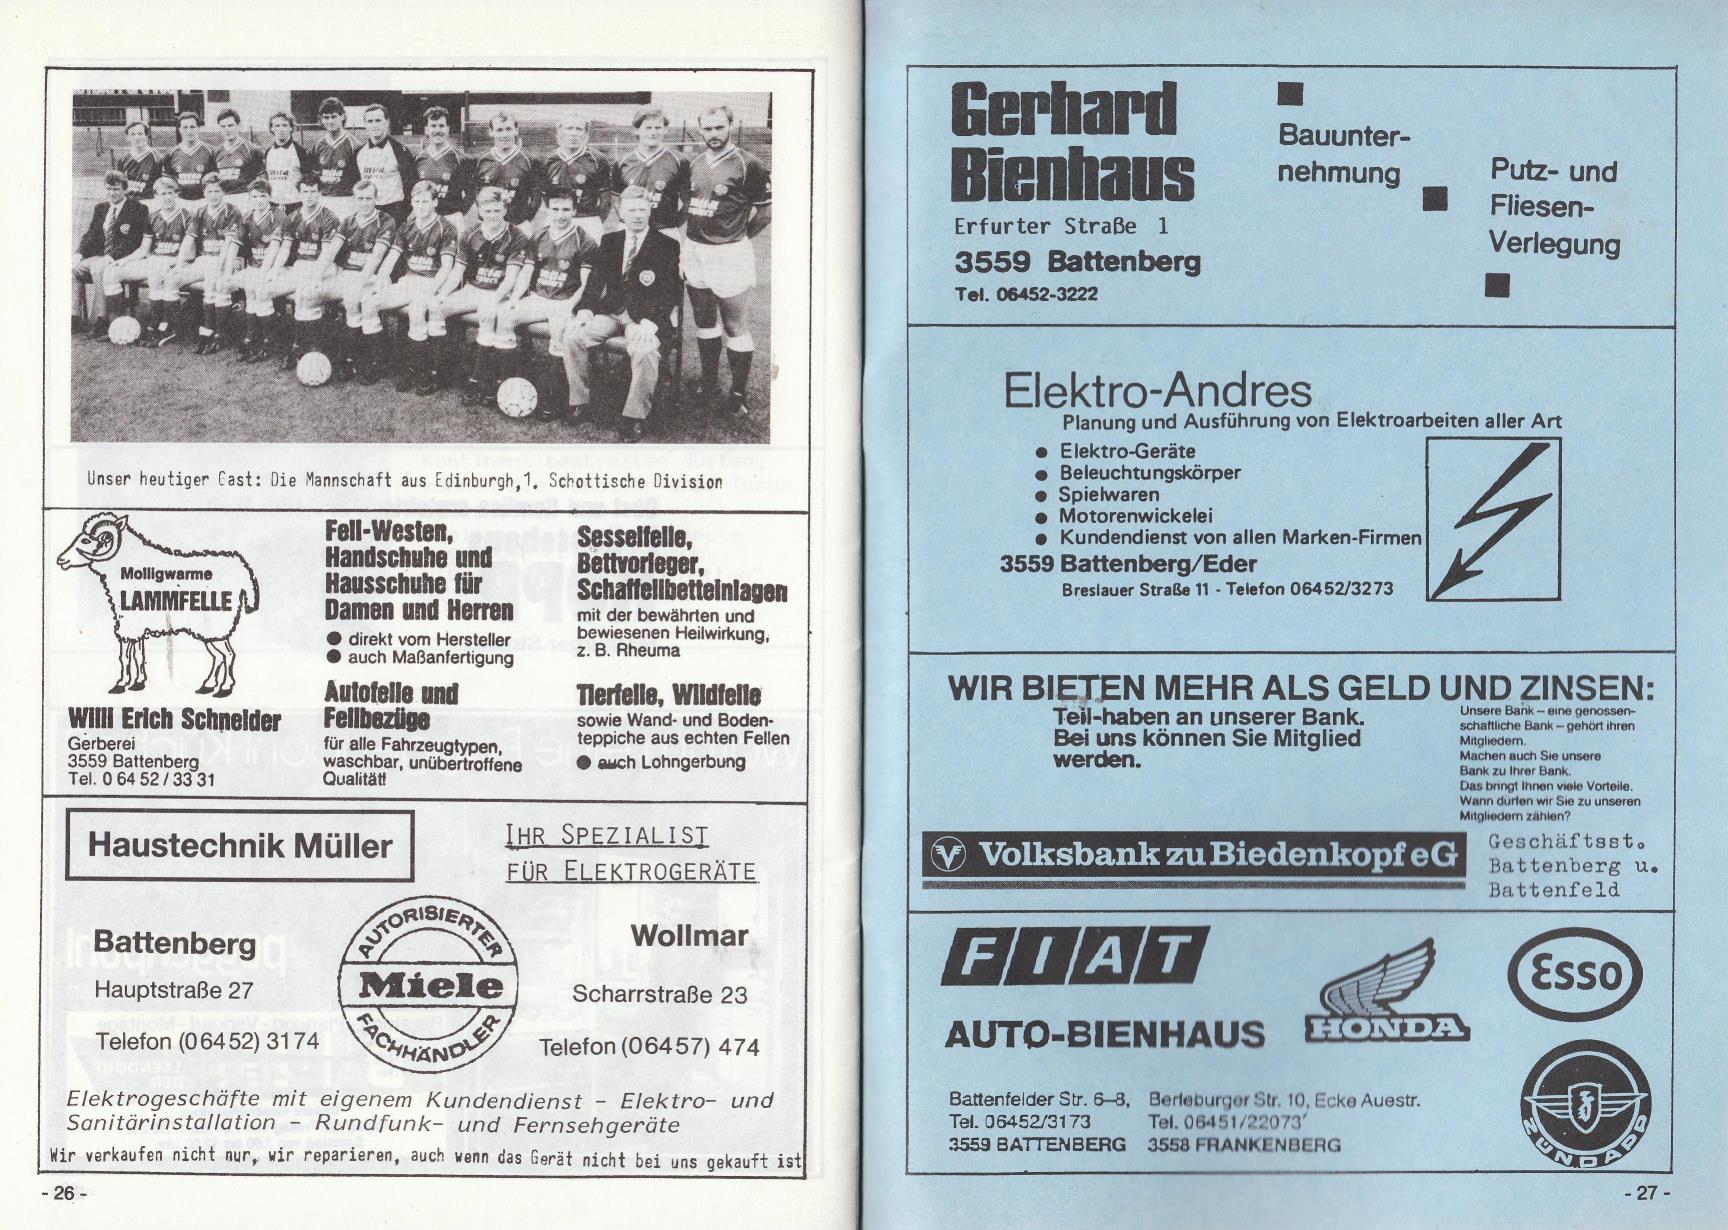 Unser heutiger Gast: Die Mannschaft aus Edinburgh,1. Schottische Division
Molligwarme
LAMMFELLE
Willi Erich Schneider
Gerberei
3559 Battenberg
Tel. 0 64 52 / 33 31
Fell-Westen,
Handschuhe und
Hausschuhe für
Damen und Herren
● direkt vom Hersteller
● auch Maßanfertigung
Autofelle und
Fellbezüge
für alle Fahrzeugtypen,
waschbar, unübertroffene
Qualität!
Sesselfelle,
Bettvorleger,
Schaffellbetteinlagen
mit der bewährten und
bewiesenen Heilwirkung,
z. B. Rheuma
Tierfelle, Wildfelle
sowie Wand- und Boden-
teppiche aus echten Fellen
● auch Lohngerbung
Haustechnik Müller
IHR SPEZIALIST
FÜR ELEKTROGERÄTE
Battenberg
Hauptstraße 27
Telefon (06452) 3174
AUTORISIERTER
Miele
FACHHÄNDLER
Wollmar
Scharrstraße 23
Telefon (06457) 474
Elektrogeschäfte mit eigenem Kundendienst - Elektro- und
Sanitärinstallation - Rundfunk- und Fernsehgeräte
Wir verkaufen nicht nur, wir reparieren, auch wenn das Gerät nicht bei uns gekauft ist
- 26 -
Gerhard
Bienhaus
Erfurter Straße 1
3559 Battenberg
Tel. 06452-3222
Bauunter-
nehmung
Putz- und
Fliesen-
Verlegung
Elektro-Andres
Planung und Ausführung von Elektroarbeiten aller Art
● Elektro-Geräte
● Beleuchtungskörper
● Spielwaren
● Motorenwickelei
● Kundendienst von allen Marken-Firmen
3559 Battenberg/Eder
Breslauer Straße 11 - Telefon 06452/3273
WIR BIETEN MEHR ALS GELD UND ZINSEN:
Teil-haben an unserer Bank.
Bei uns können Sie Mitglied
werden.
Unsere Bank – eine genossen-
schaftliche Bank – gehört ihren
Mitgliedern.
Machen auch Sie unsere
Bank zu Ihrer Bank.
Das bringt Ihnen viele Vorteile.
Wann dürfen wir Sie zu unseren
Mitgliedern zählen?
Volksbank zu Biedenkopf eG
Geschäftsst.
Battenberg u.
Battenfeld
FIAT
HONDA
Esso
AUTO-BIENHAUS
ZÜNDAPP
Battenfelder Str. 6–8,
Tel. 06452/3173
3559 BATTENBERG
Berleburger Str. 10, Ecke Auestr.
Tel. 06451/22073
3558 FRANKENBERG
- 27 -